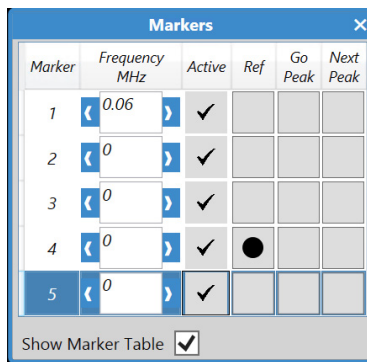 Markers ×
Marker Frequency MHz Active Ref Go Peak Next Peak
1 0.06 ✓
2 0 ✓
3 0 ✓
4 0 ✓ ●
5 0 ✓
Show Marker Table ✓